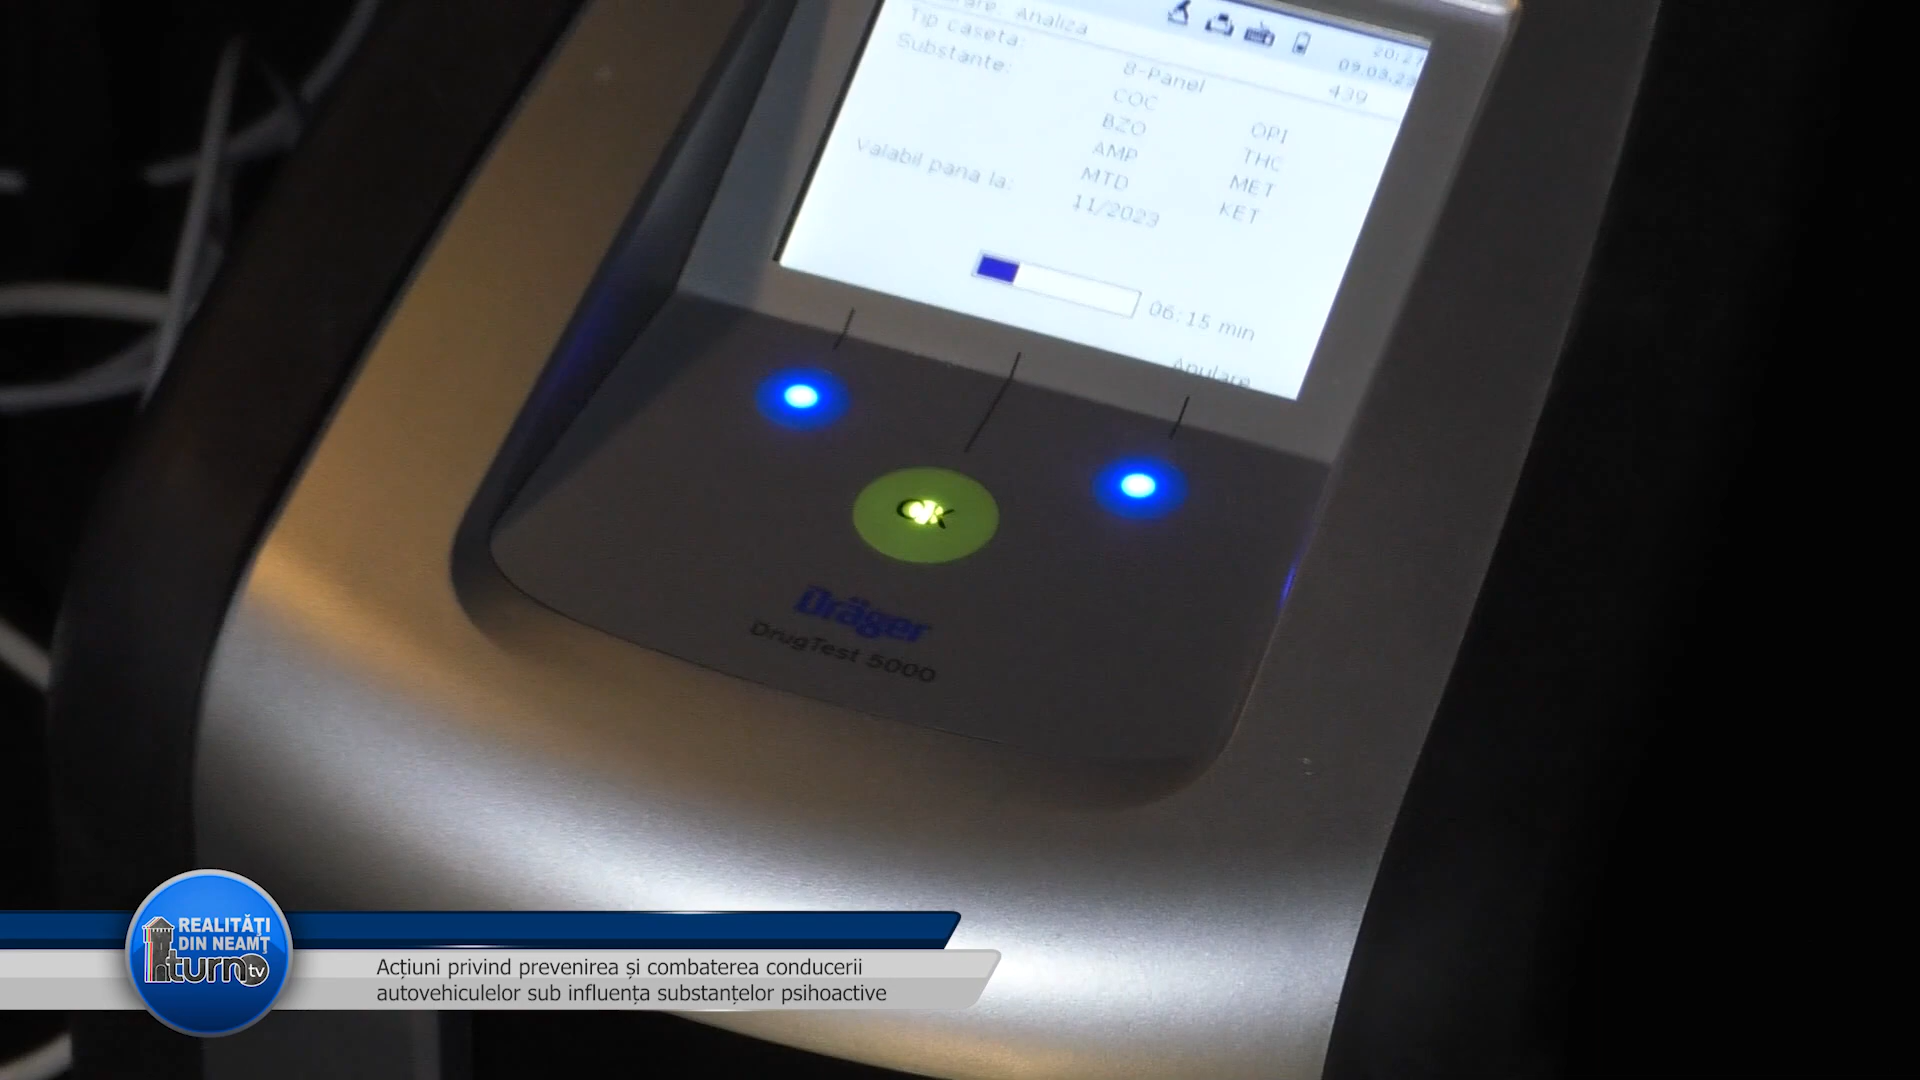 Analiza
20:27
09.03.23
Tip caseta: 8-Panel 439
Substante: COC OPI
BZO THC
AMP MET
MTD KET
Valabil pana la: 11/2023
06:15 min
Anulare
OK
Dräger
DrugTest 5000
REALITĂȚI
DIN NEAMȚ
turn tv
Acțiuni privind prevenirea și combaterea conducerii
autovehiculelor sub influența substanțelor psihoactive